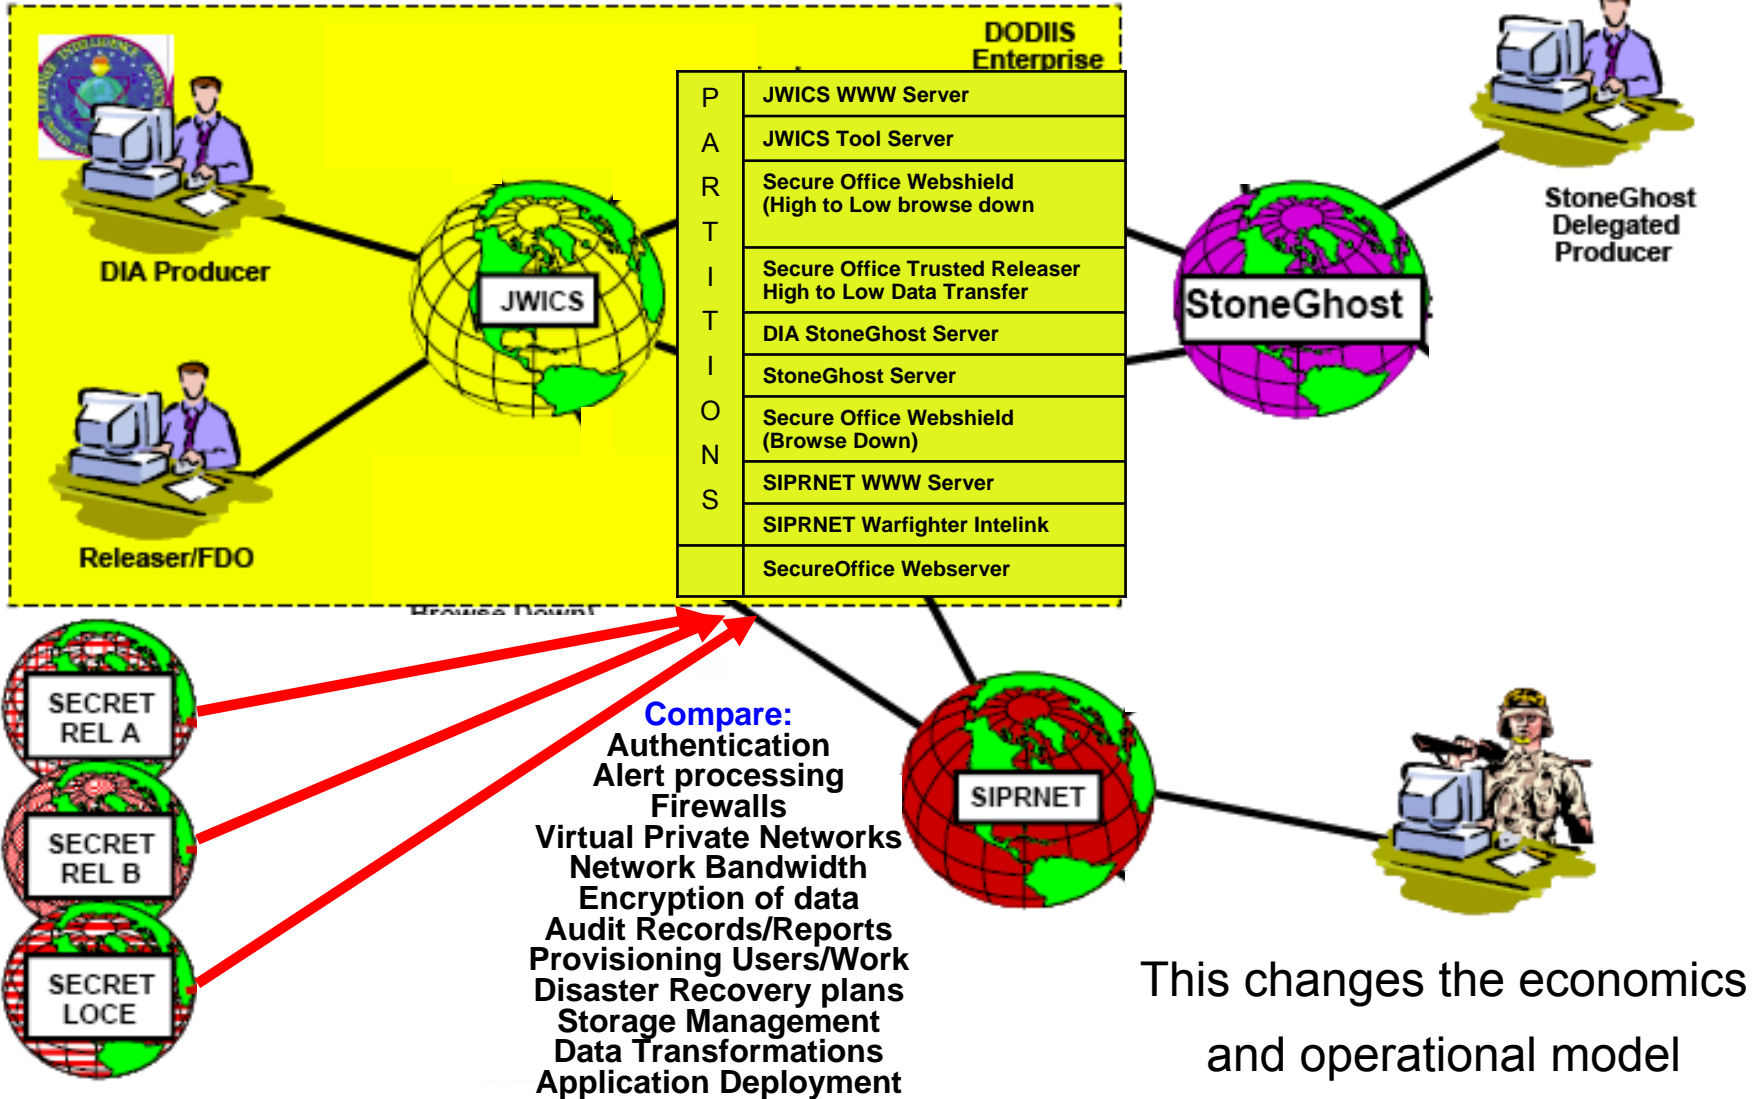 DODIIS
Enterprise
DIA Producer
Releaser/FDO
JWICS
P
A
R
T
I
T
I
O
N
S
JWICS WWW Server
JWICS Tool Server
Secure Office Webshield
(High to Low browse down
Secure Office Trusted Releaser
High to Low Data Transfer
DIA StoneGhost Server
StoneGhost Server
Secure Office Webshield
(Browse Down)
SIPRNET WWW Server
SIPRNET Warfighter Intelink
SecureOffice Webserver
StoneGhost
StoneGhost
Delegated
Producer
Browse Down)
SECRET
REL A
SECRET
REL B
SECRET
LOCE
Compare:
Authentication
Alert processing
Firewalls
Virtual Private Networks
Network Bandwidth
Encryption of data
Audit Records/Reports
Provisioning Users/Work
Disaster Recovery plans
Storage Management
Data Transformations
Application Deployment
SIPRNET
This changes the economics
and operational model